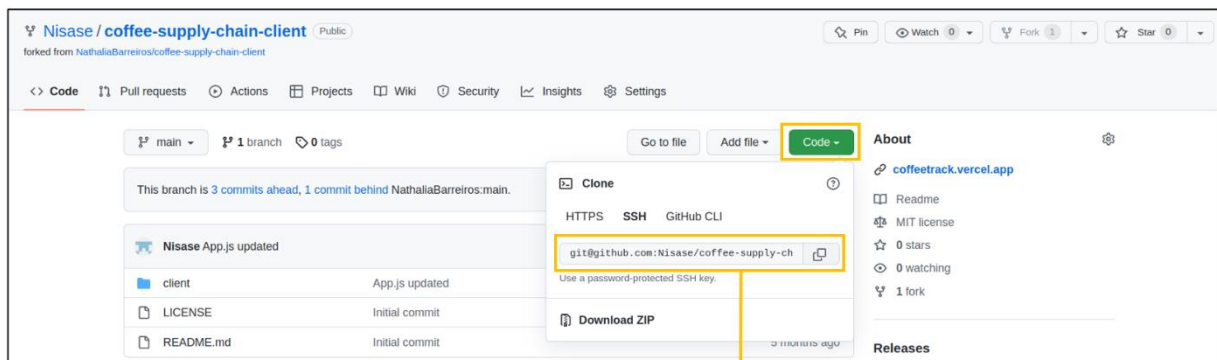 Nisase / coffee-supply-chain-client Public
Pin Watch 0 Fork 1 Star 0
forked from NathaliaBarreiros/coffee-supply-chain-client
<> Code Pull requests Actions Projects Wiki Security Insights Settings
main 1 branch 0 tags Go to file Add file Code
This branch is 3 commits ahead, 1 commit behind NathaliaBarreiros:main.
Nisase App.js updated
client App.js updated
LICENSE Initial commit
README.md Initial commit 5 months ago
Clone
HTTPS SSH GitHub CLI
git@github.com:Nisase/coffee-supply-ch
Use a password-protected SSH key.
Download ZIP
About
coffeetrack.vercel.app
Readme
MIT license
0 stars
0 watching
1 fork
Releases